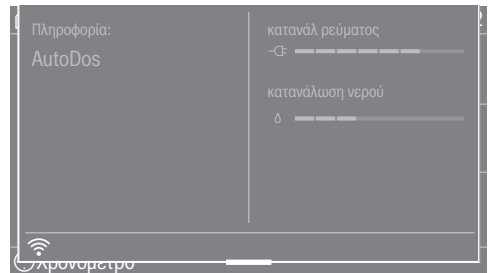 Πληροφορία:
AutoDos
κατανάλ ρεύματος
κατανάλωση νερού
Χρονόμετρο